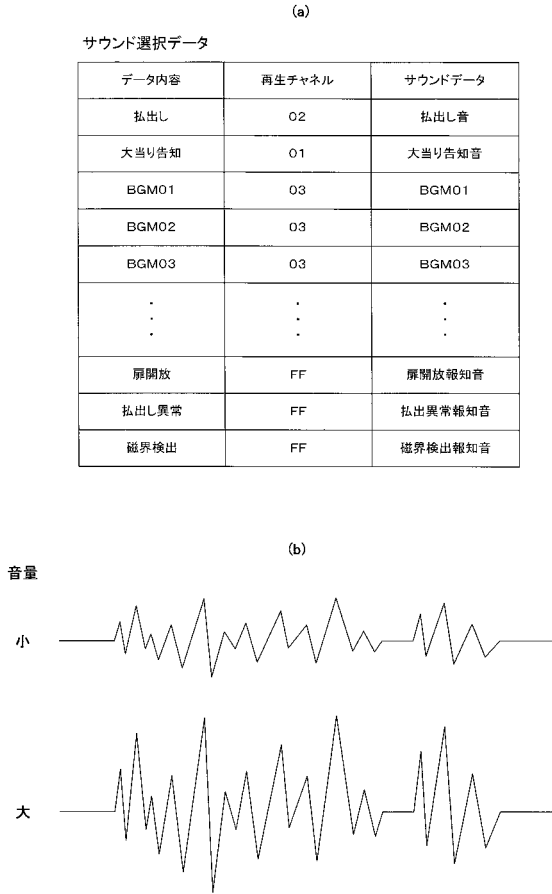 (a)
サウンド選択データ
データ内容 再生チャネル サウンドデータ
払出し 02 払出し音
大当り告知 01 大当り告知音
BGM01 03 BGM01
BGM02 03 BGM02
BGM03 03 BGM03
・ ・ ・
・ ・ ・
・ ・ ・
扉開放 FF 扉開放報知音
払出し異常 FF 払出異常報知音
磁界検出 FF 磁界検出報知音
(b)
音量
小
大